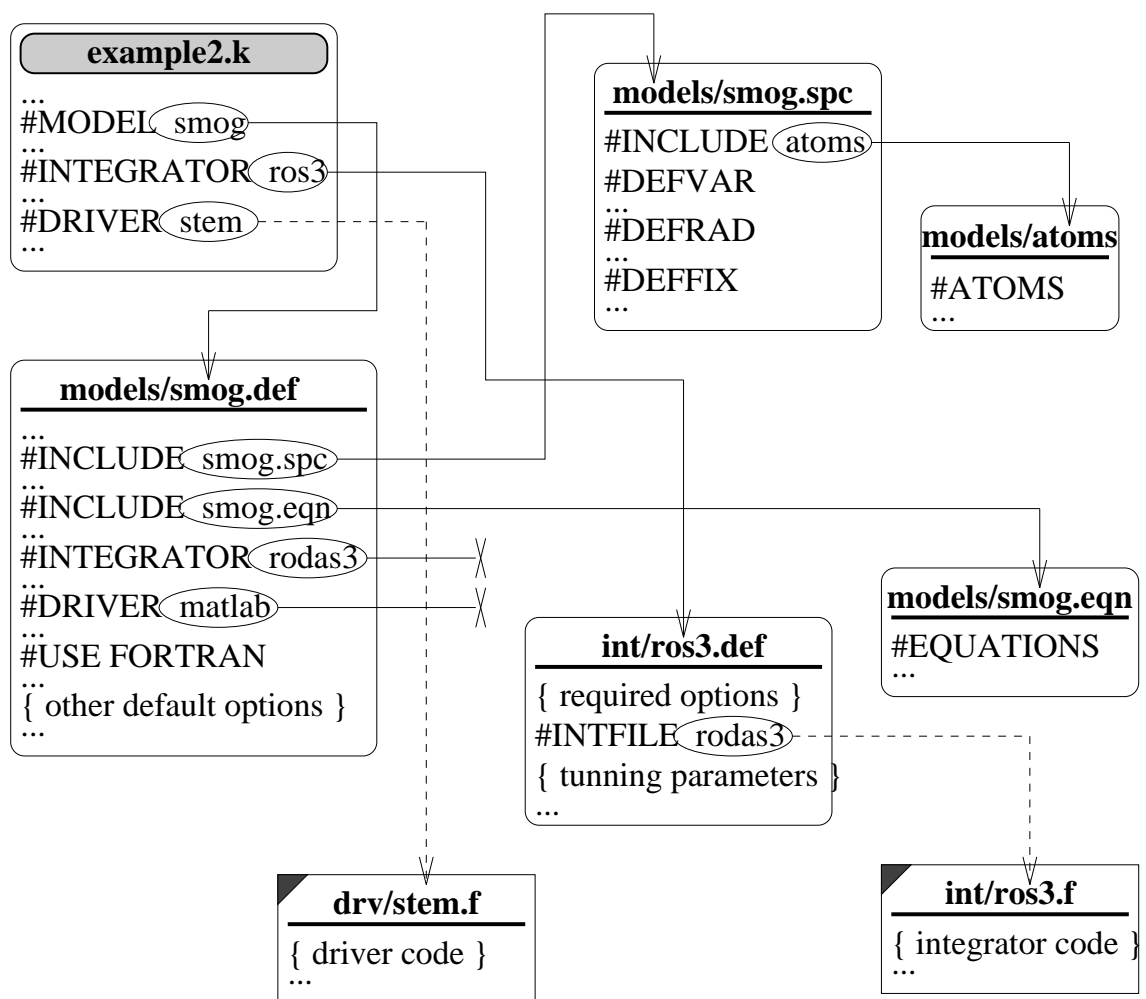 example2.k
...
#MODEL smog
...
#INTEGRATOR ros3
...
#DRIVER stem
...
models/smog.spc
#INCLUDE atoms
#DEFVAR
...
#DEFRAD
...
#DEFFIX
...
models/atoms
#ATOMS
...
models/smog.def
...
#INCLUDE smog.spc
...
#INCLUDE smog.eqn
...
#INTEGRATOR rodas3
...
#DRIVER matlab
...
#USE FORTRAN
...
{ other default options }
...
int/ros3.def
{ required options }
#INTFILE rodas3
{ tunning parameters }
...
models/smog.eqn
#EQUATIONS
...
drv/stem.f
{ driver code }
...
int/ros3.f
{ integrator code }
...